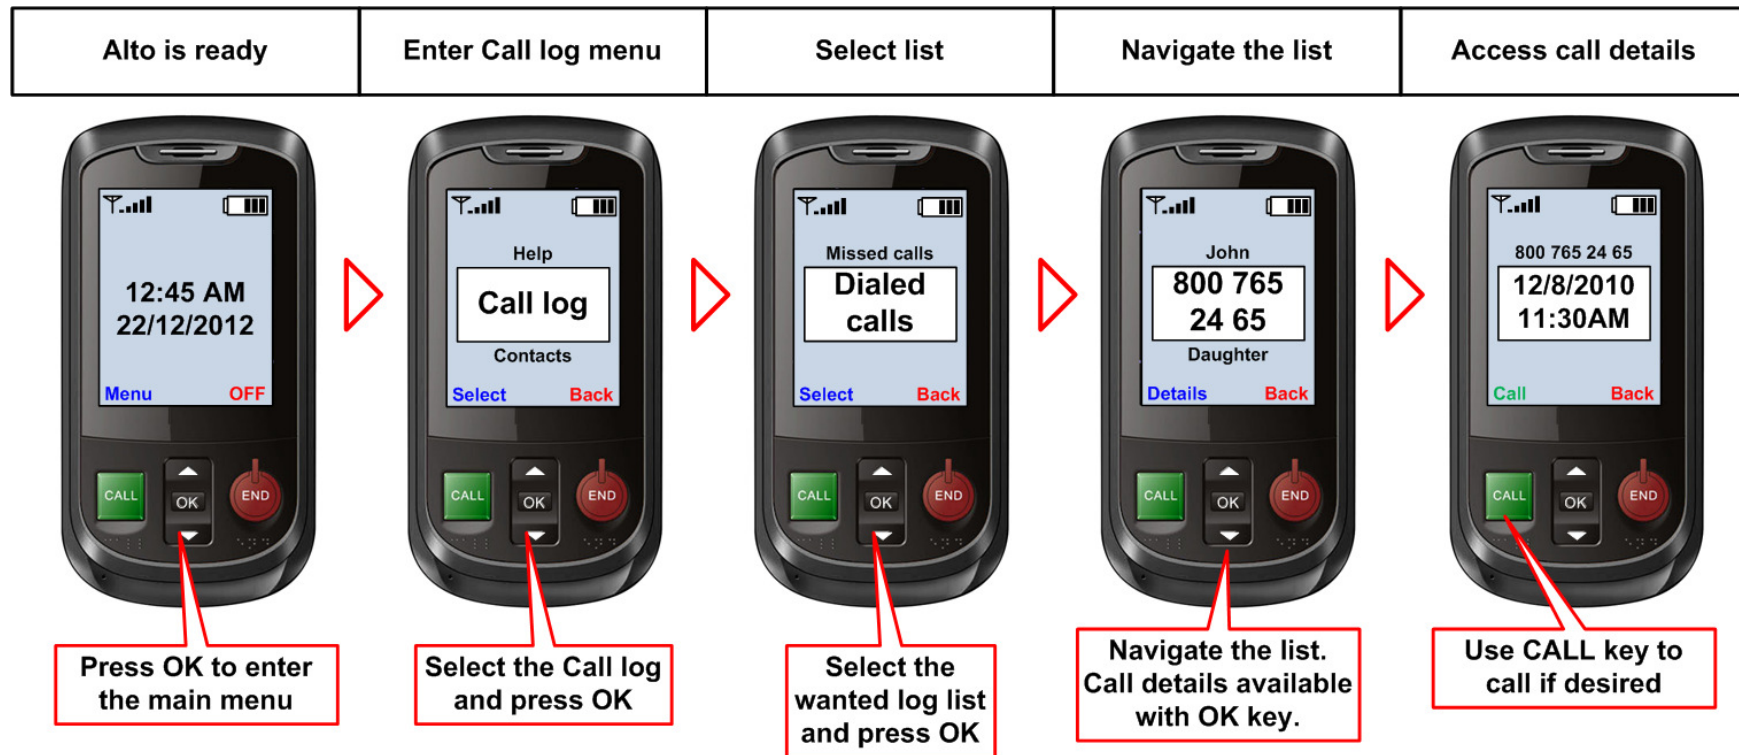 Alto is ready
Enter Call log menu
Select list
Navigate the list
Access call details
12:45 AM
22/12/2012
Menu OFF
CALL
OK
END
Press OK to enter
the main menu
Help
Call log
Contacts
Select Back
CALL
OK
END
Select the Call log
and press OK
Missed calls
Dialed
calls
Select Back
CALL
OK
END
Select the
wanted log list
and press OK
John
800 765
24 65
Daughter
Details Back
CALL
OK
END
Navigate the list.
Call details available
with OK key.
800 765 24 65
12/8/2010
11:30AM
Call Back
CALL
OK
END
Use CALL key to
call if desired